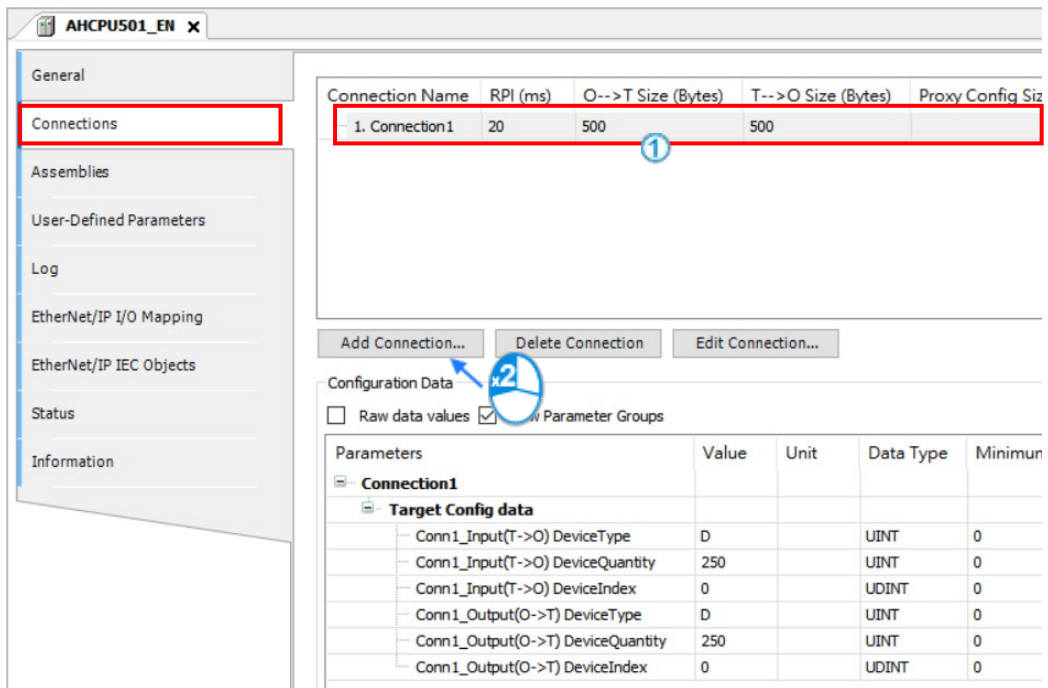 AHCPU501_EN X
General
Connections
Assemblies
User-Defined Parameters
Log
EtherNet/IP I/O Mapping
EtherNet/IP IEC Objects
Status
Information
Connection Name RPI (ms) O-->T Size (Bytes) T-->O Size (Bytes) Proxy Config Siz
1. Connection1 20 500 500
1
Add Connection... Delete Connection Edit Connection...
x2
Configuration Data
Raw data values Parameter Groups
Parameters Value Unit Data Type Minimum
Connection1
Target Config data
Conn1_Input(T->O) DeviceType D UINT 0
Conn1_Input(T->O) DeviceQuantity 250 UINT 0
Conn1_Input(T->O) DeviceIndex 0 UDINT 0
Conn1_Output(O->T) DeviceType D UINT 0
Conn1_Output(O->T) DeviceQuantity 250 UINT 0
Conn1_Output(O->T) DeviceIndex 0 UDINT 0